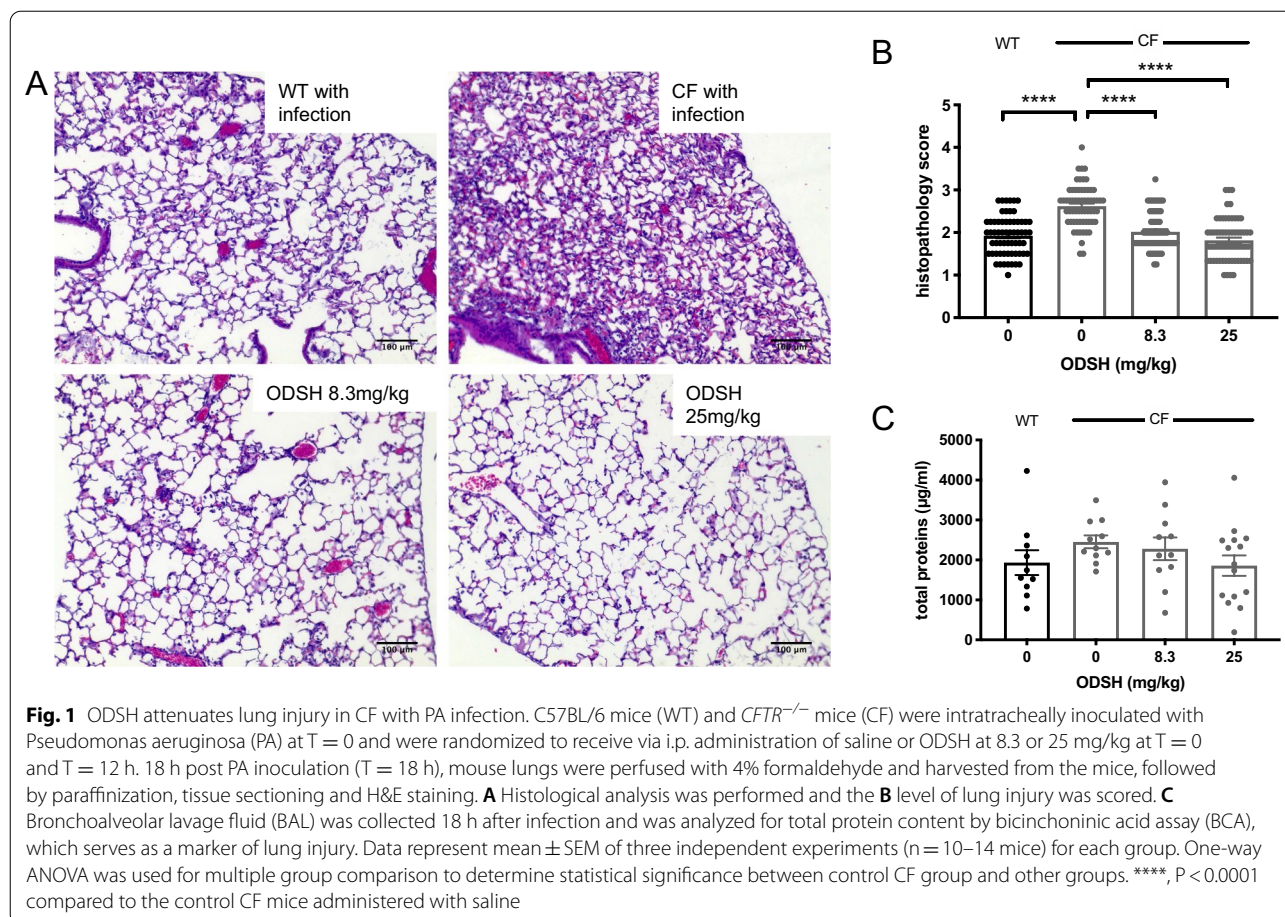 A
WT with
infection
100 µm
CF with
infection
100 µm
ODSH 8.3mg/kg
100 µm
ODSH
25mg/kg
100 µm
B
WT
CF
****
****
****
histopathology score
5
4
3
2
1
0
0
0
8.3
25
ODSH (mg/kg)
C
WT
CF
total proteins (µg/ml)
5000
4000
3000
2000
1000
0
0
0
8.3
25
ODSH (mg/kg)
Fig. 1 ODSH attenuates lung injury in CF with PA infection. C57BL/6 mice (WT) and CFTR−/− mice (CF) were intratracheally inoculated with
Pseudomonas aeruginosa (PA) at T = 0 and were randomized to receive via i.p. administration of saline or ODSH at 8.3 or 25 mg/kg at T = 0
and T = 12 h. 18 h post PA inoculation (T = 18 h), mouse lungs were perfused with 4% formaldehyde and harvested from the mice, followed
by paraffinization, tissue sectioning and H&E staining. A Histological analysis was performed and the B level of lung injury was scored. C
Bronchoalveolar lavage fluid (BAL) was collected 18 h after infection and was analyzed for total protein content by bicinchoninic acid assay (BCA),
which serves as a marker of lung injury. Data represent mean ± SEM of three independent experiments (n = 10–14 mice) for each group. One-way
ANOVA was used for multiple group comparison to determine statistical significance between control CF group and other groups. ****, P < 0.0001
compared to the control CF mice administered with saline